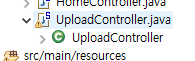 HomeController.java
UploadController.java
UploadController
src/main/resources